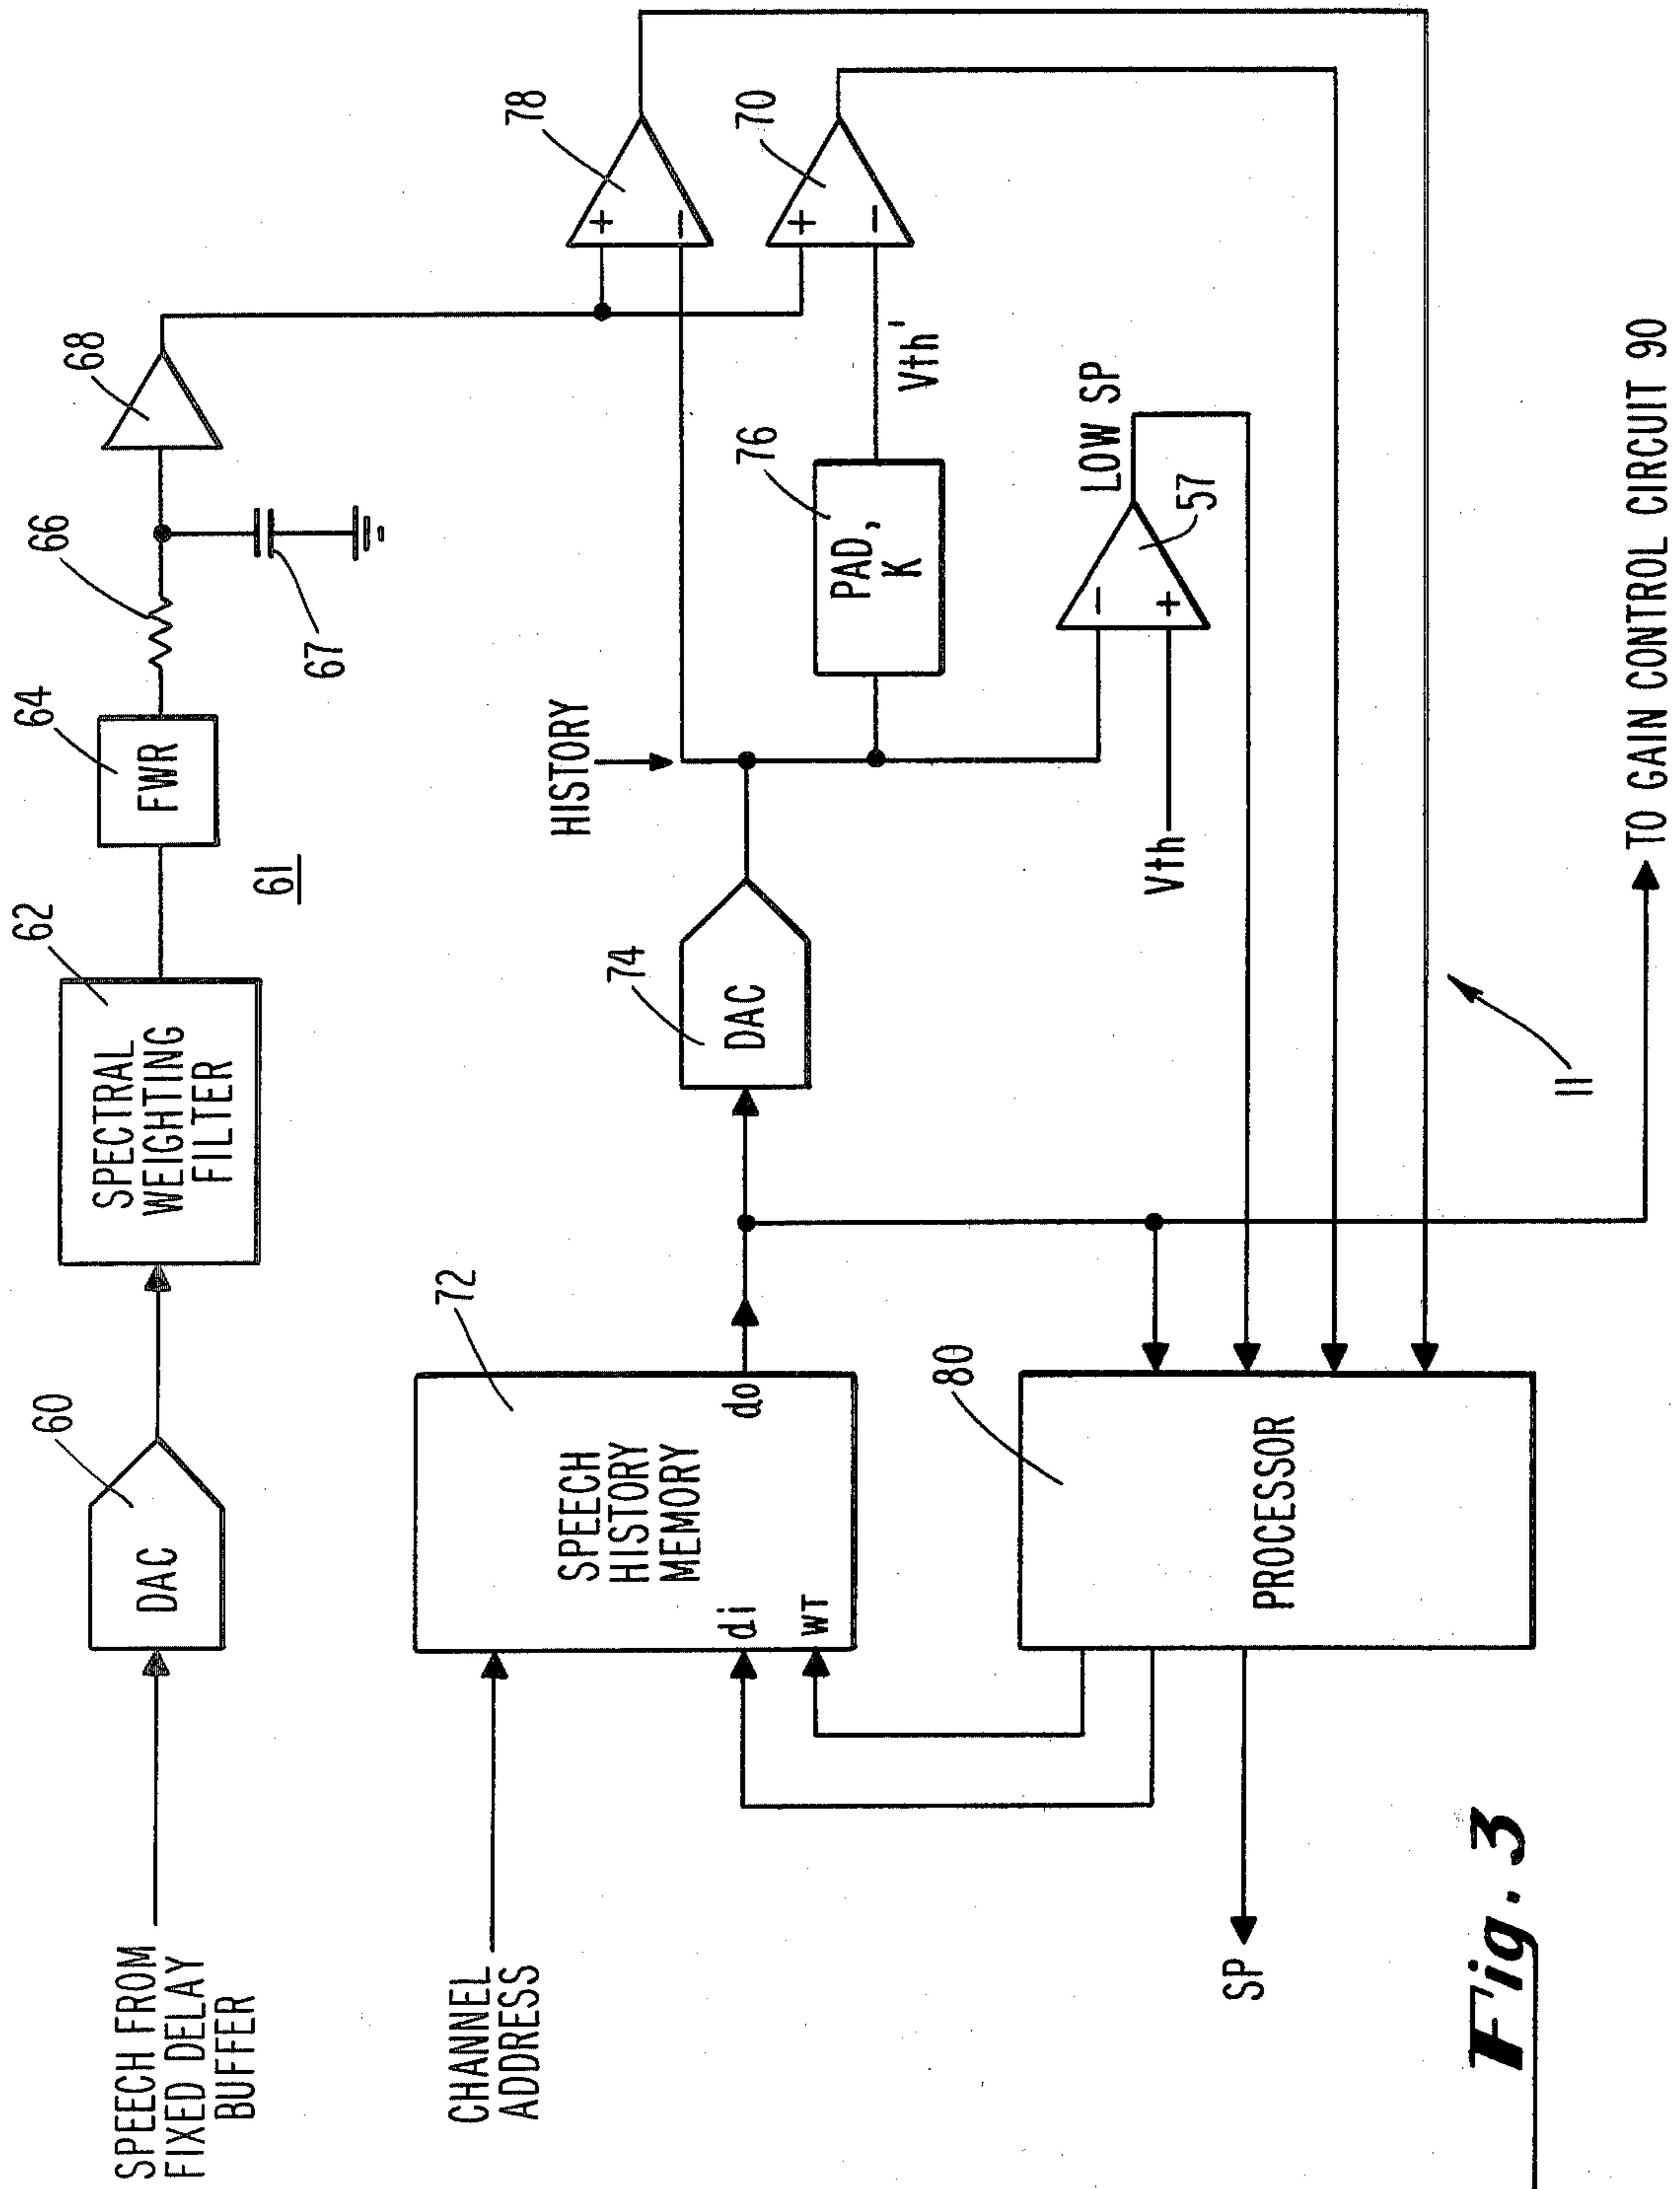 SPEECH FROM
FIXED DELAY
BUFFER
60
DAC
62
SPECTRAL
WEIGHTING
FILTER
61
64
FWR
66
67
68
CHANNEL
ADDRESS
72
SPEECH
HISTORY
MEMORY
di
WT
do
74
DAC
HISTORY
76
PAD,
K
Vth'
78
+
−
70
+
−
LOW SP
57
−
+
Vth
80
PROCESSOR
SP
11
TO GAIN CONTROL CIRCUIT 90
Fig. 3